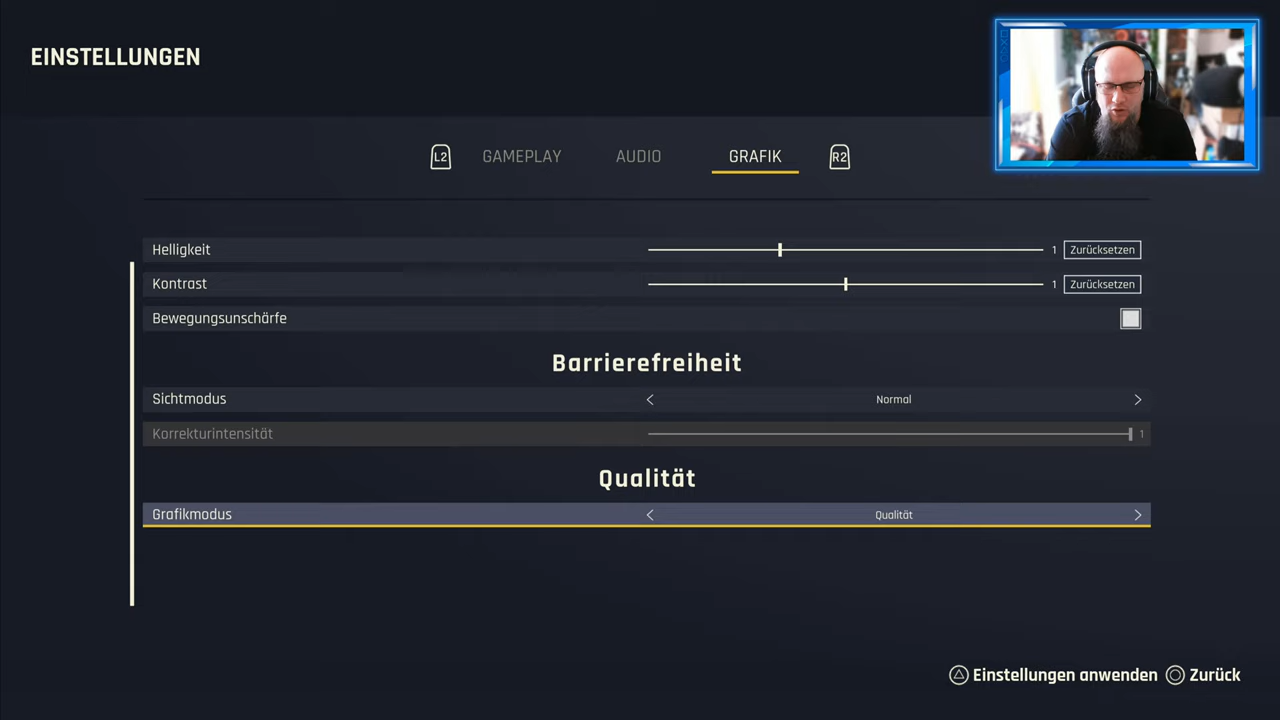 EINSTELLUNGEN
L2 GAMEPLAY AUDIO GRAFIK R2
Helligkeit 1 Zurücksetzen
Kontrast 1 Zurücksetzen
Bewegungsunschärfe
Barrierefreiheit
Sichtmodus Normal
Korrekturintensität 1
Qualität
Grafikmodus Qualität
Einstellungen anwenden Zurück